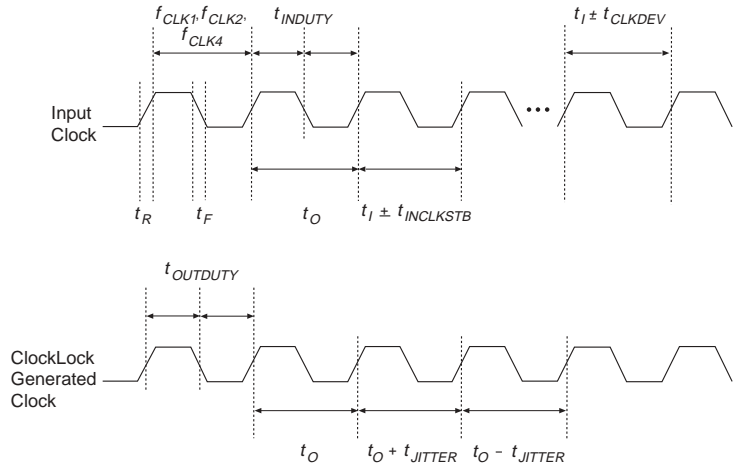 fCLK1, fCLK2,
fCLK4
tINDUTY
tI ± tCLKDEV
Input
Clock
tR
tF
tO
tI ± tINCLKSTB
tOUTDUTY
ClockLock
Generated
Clock
tO
tO + tJITTER
tO – tJITTER